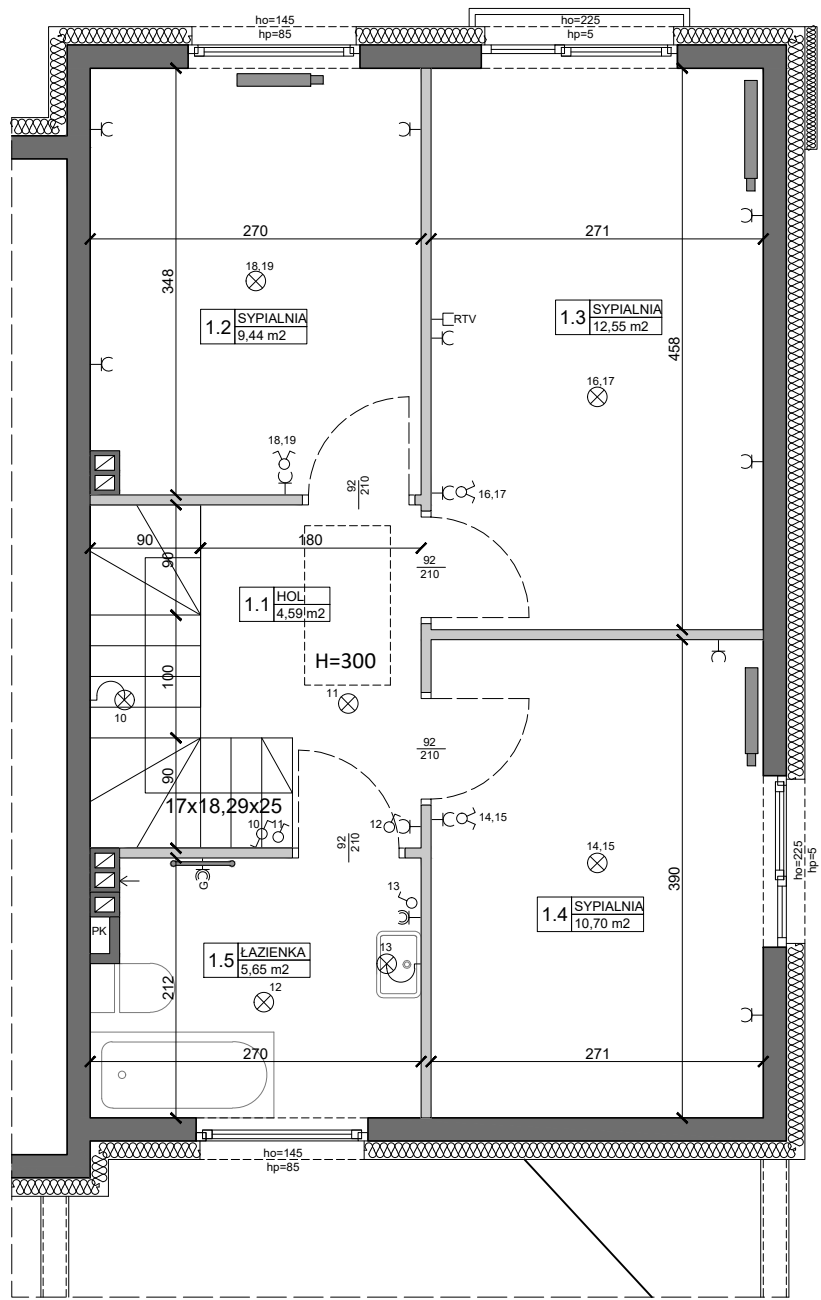 ho=145
hp=85
ho=225
hp=5
270
271
348
18,19
1.2 SYPIALNIA
9,44 m2
1.3 SYPIALNIA
12,55 m2
RTV
458
16,17
18,19
92
210
16,17
90
180
90
92
210
1.1 HOL
4,59 m2
H=300
100
11
10
92
210
90
17x18,29x25
10
11
12
14,15
92
210
14,15
ho=225
hp=5
G
13
390
PK
1.4 SYPIALNIA
10,70 m2
1.5 ŁAZIENKA
5,65 m2
13
212
12
270
271
ho=145
hp=85